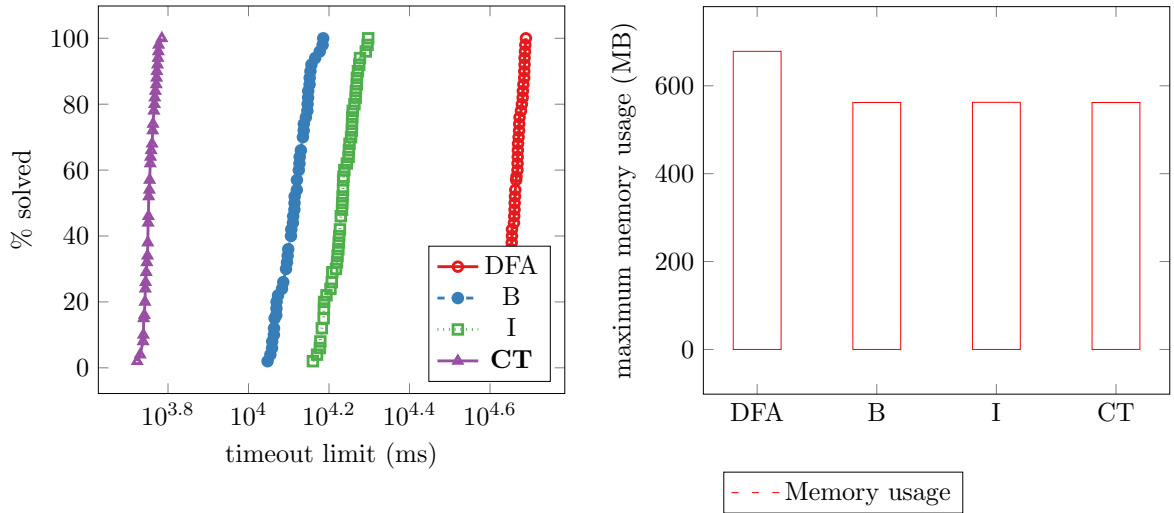 100
80
60
40
20
0
% solved
DFA
B
I
CT
10^3.8
10^4
10^4.2
10^4.4
10^4.6
timeout limit (ms)
600
400
200
0
maximum memory usage (MB)
DFA
B
I
CT
Memory usage